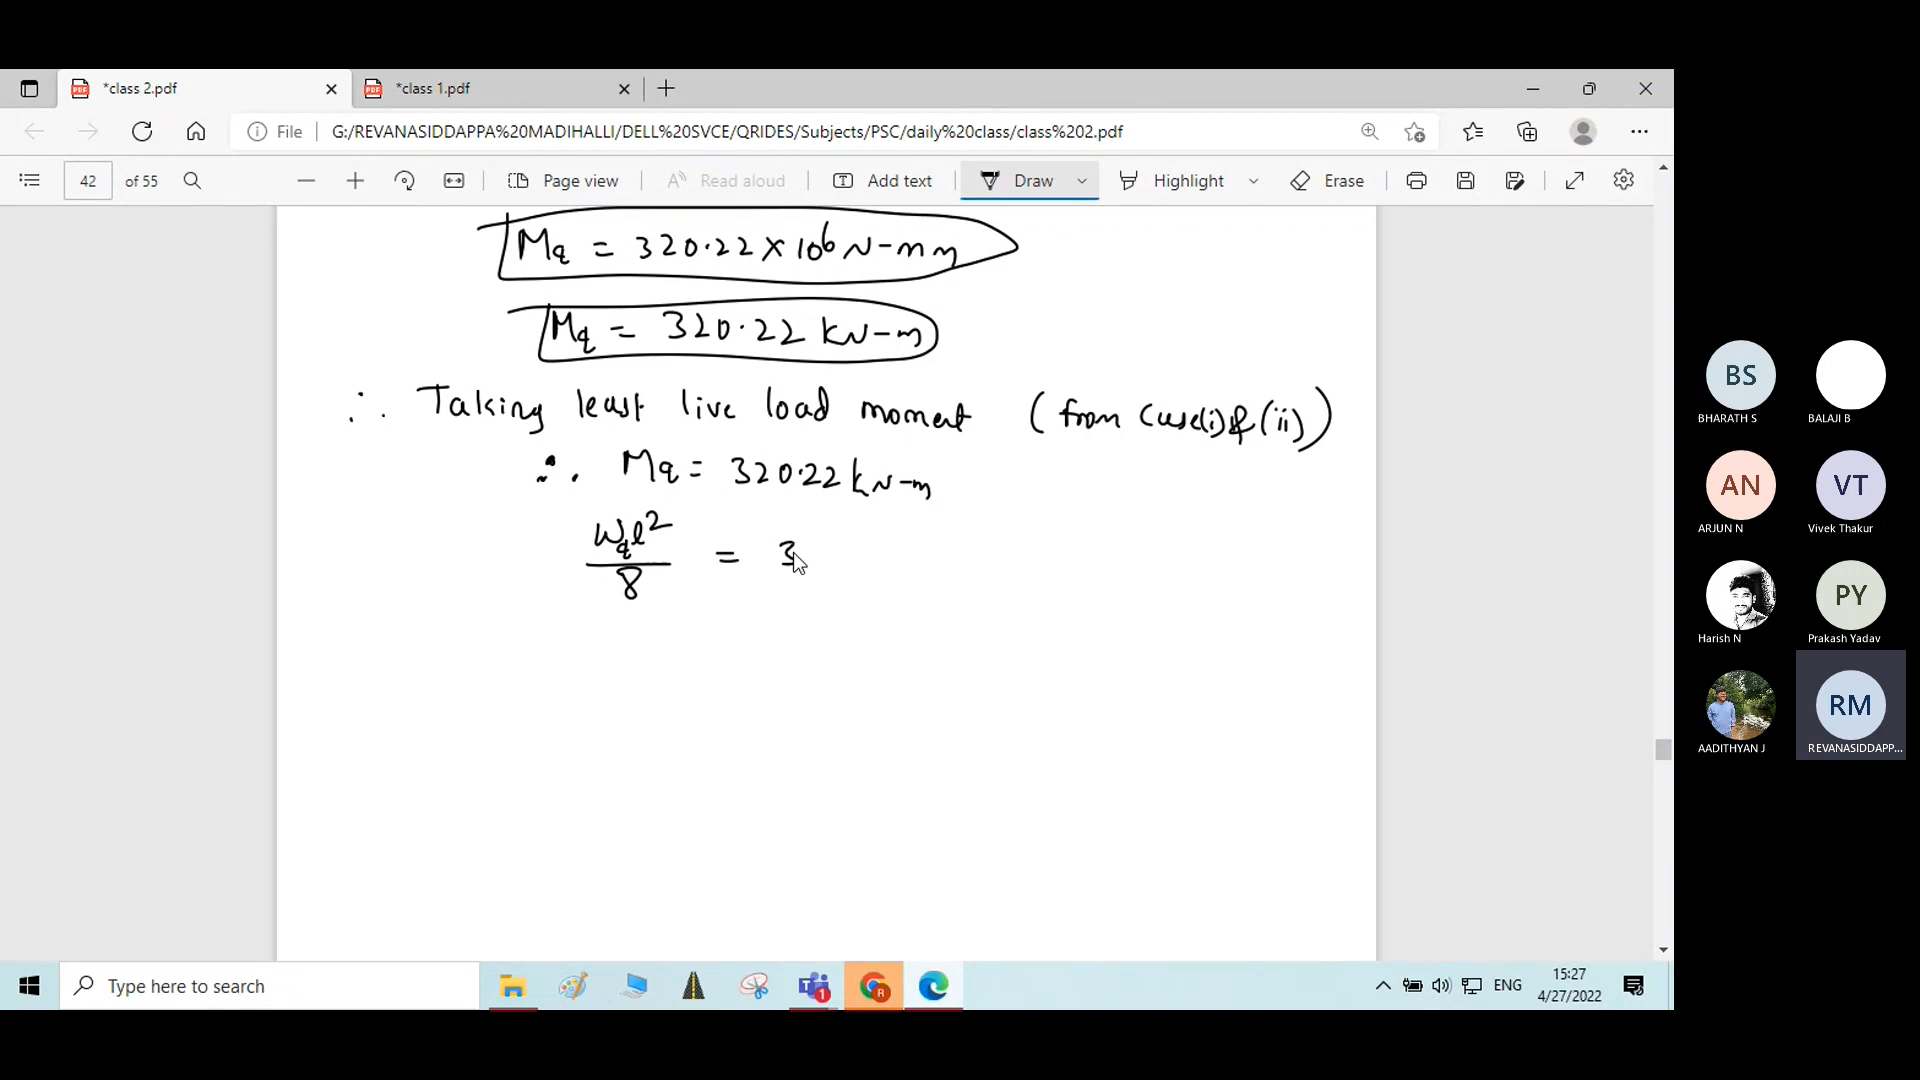 *class 2.pdf
*class 1.pdf
File | G:/REVANASIDDAPPA%20MADIHALLI/DELL%20SVCE/QRIDES/Subjects/PSC/daily%20class/class%202.pdf
42 of 55 Page view Read aloud Add text Draw Highlight Erase
Mq = 320.22 × 10⁶ N-mm
Mq = 320.22 kN-m
∴ Taking least live load moment (from case(i) & (ii))
∴ Mq = 320.22 kN-m
Wq l²
8
= 3
BS
BHARATH S
BALAJI B
AN
ARJUN N
VT
Vivek Thakur
Harish N
PY
Prakash Yadav
AADITHYAN J
RM
REVANASIDDAPP...
Type here to search
1
R
ENG
15:27
4/27/2022